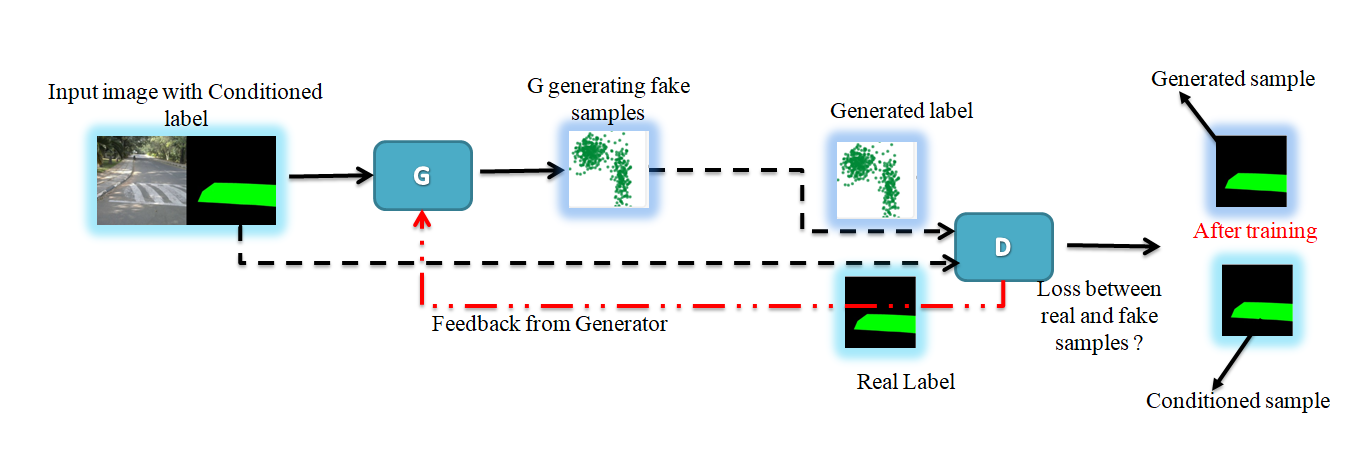 Input image with Conditioned
label
G
G generating fake
samples
Generated label
D
Feedback from Generator
Real Label
Loss between
real and fake
samples ?
Generated sample
After training
Conditioned sample